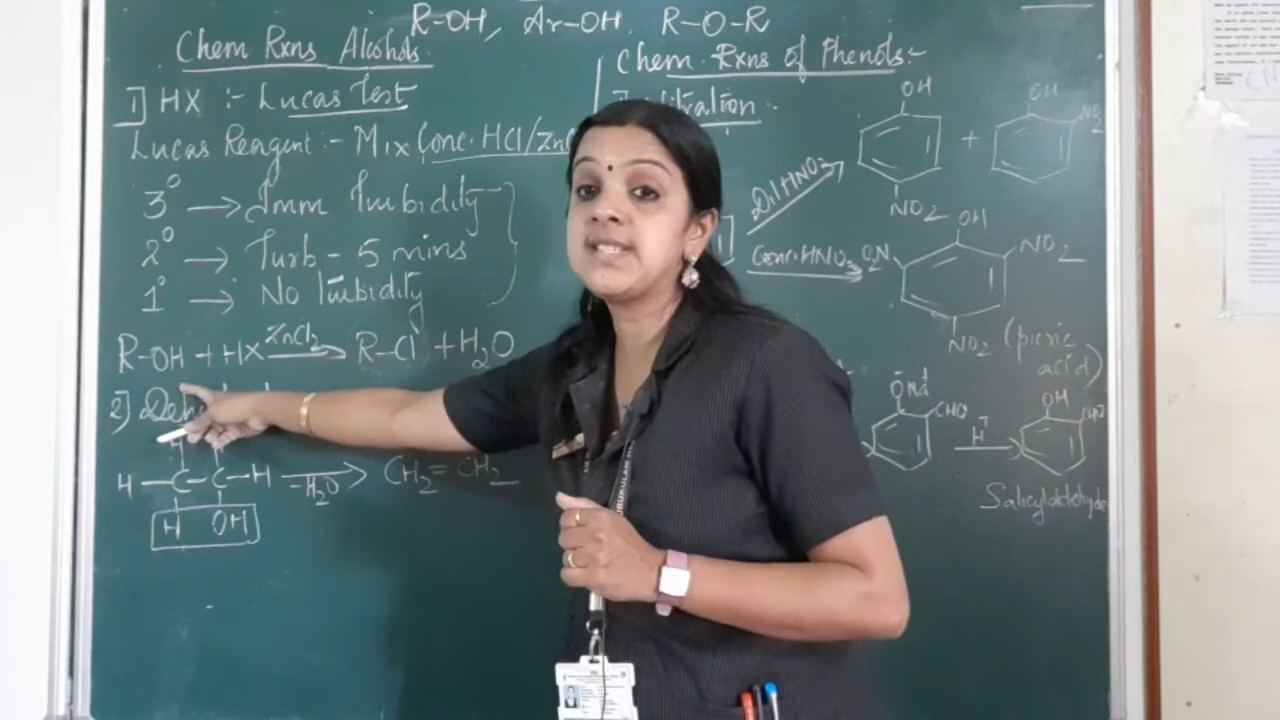 R-OH, Ar-OH, R-O-R
Chem Rxns Alcohols
1] HX :- Lucas Test
Lucas Reagent :- Mix Conc. HCl/ZnC
3° → Imm Turbidity
2° → Turb - 5 mins
1° → No Turbidity
R-OH + HX ZnCl2 → R-Cl + H2O
2]
H-C-C-H -H2O → CH2=CH2
H OH
Chem. Rxns of Phenols:-
OH + OH NO2
Dil HNO3 NO2
OH
Conc. HNO3 O2N NO2
NO2 (picric acid)
ONa CHO H+ → OH
Salicylaldehyde